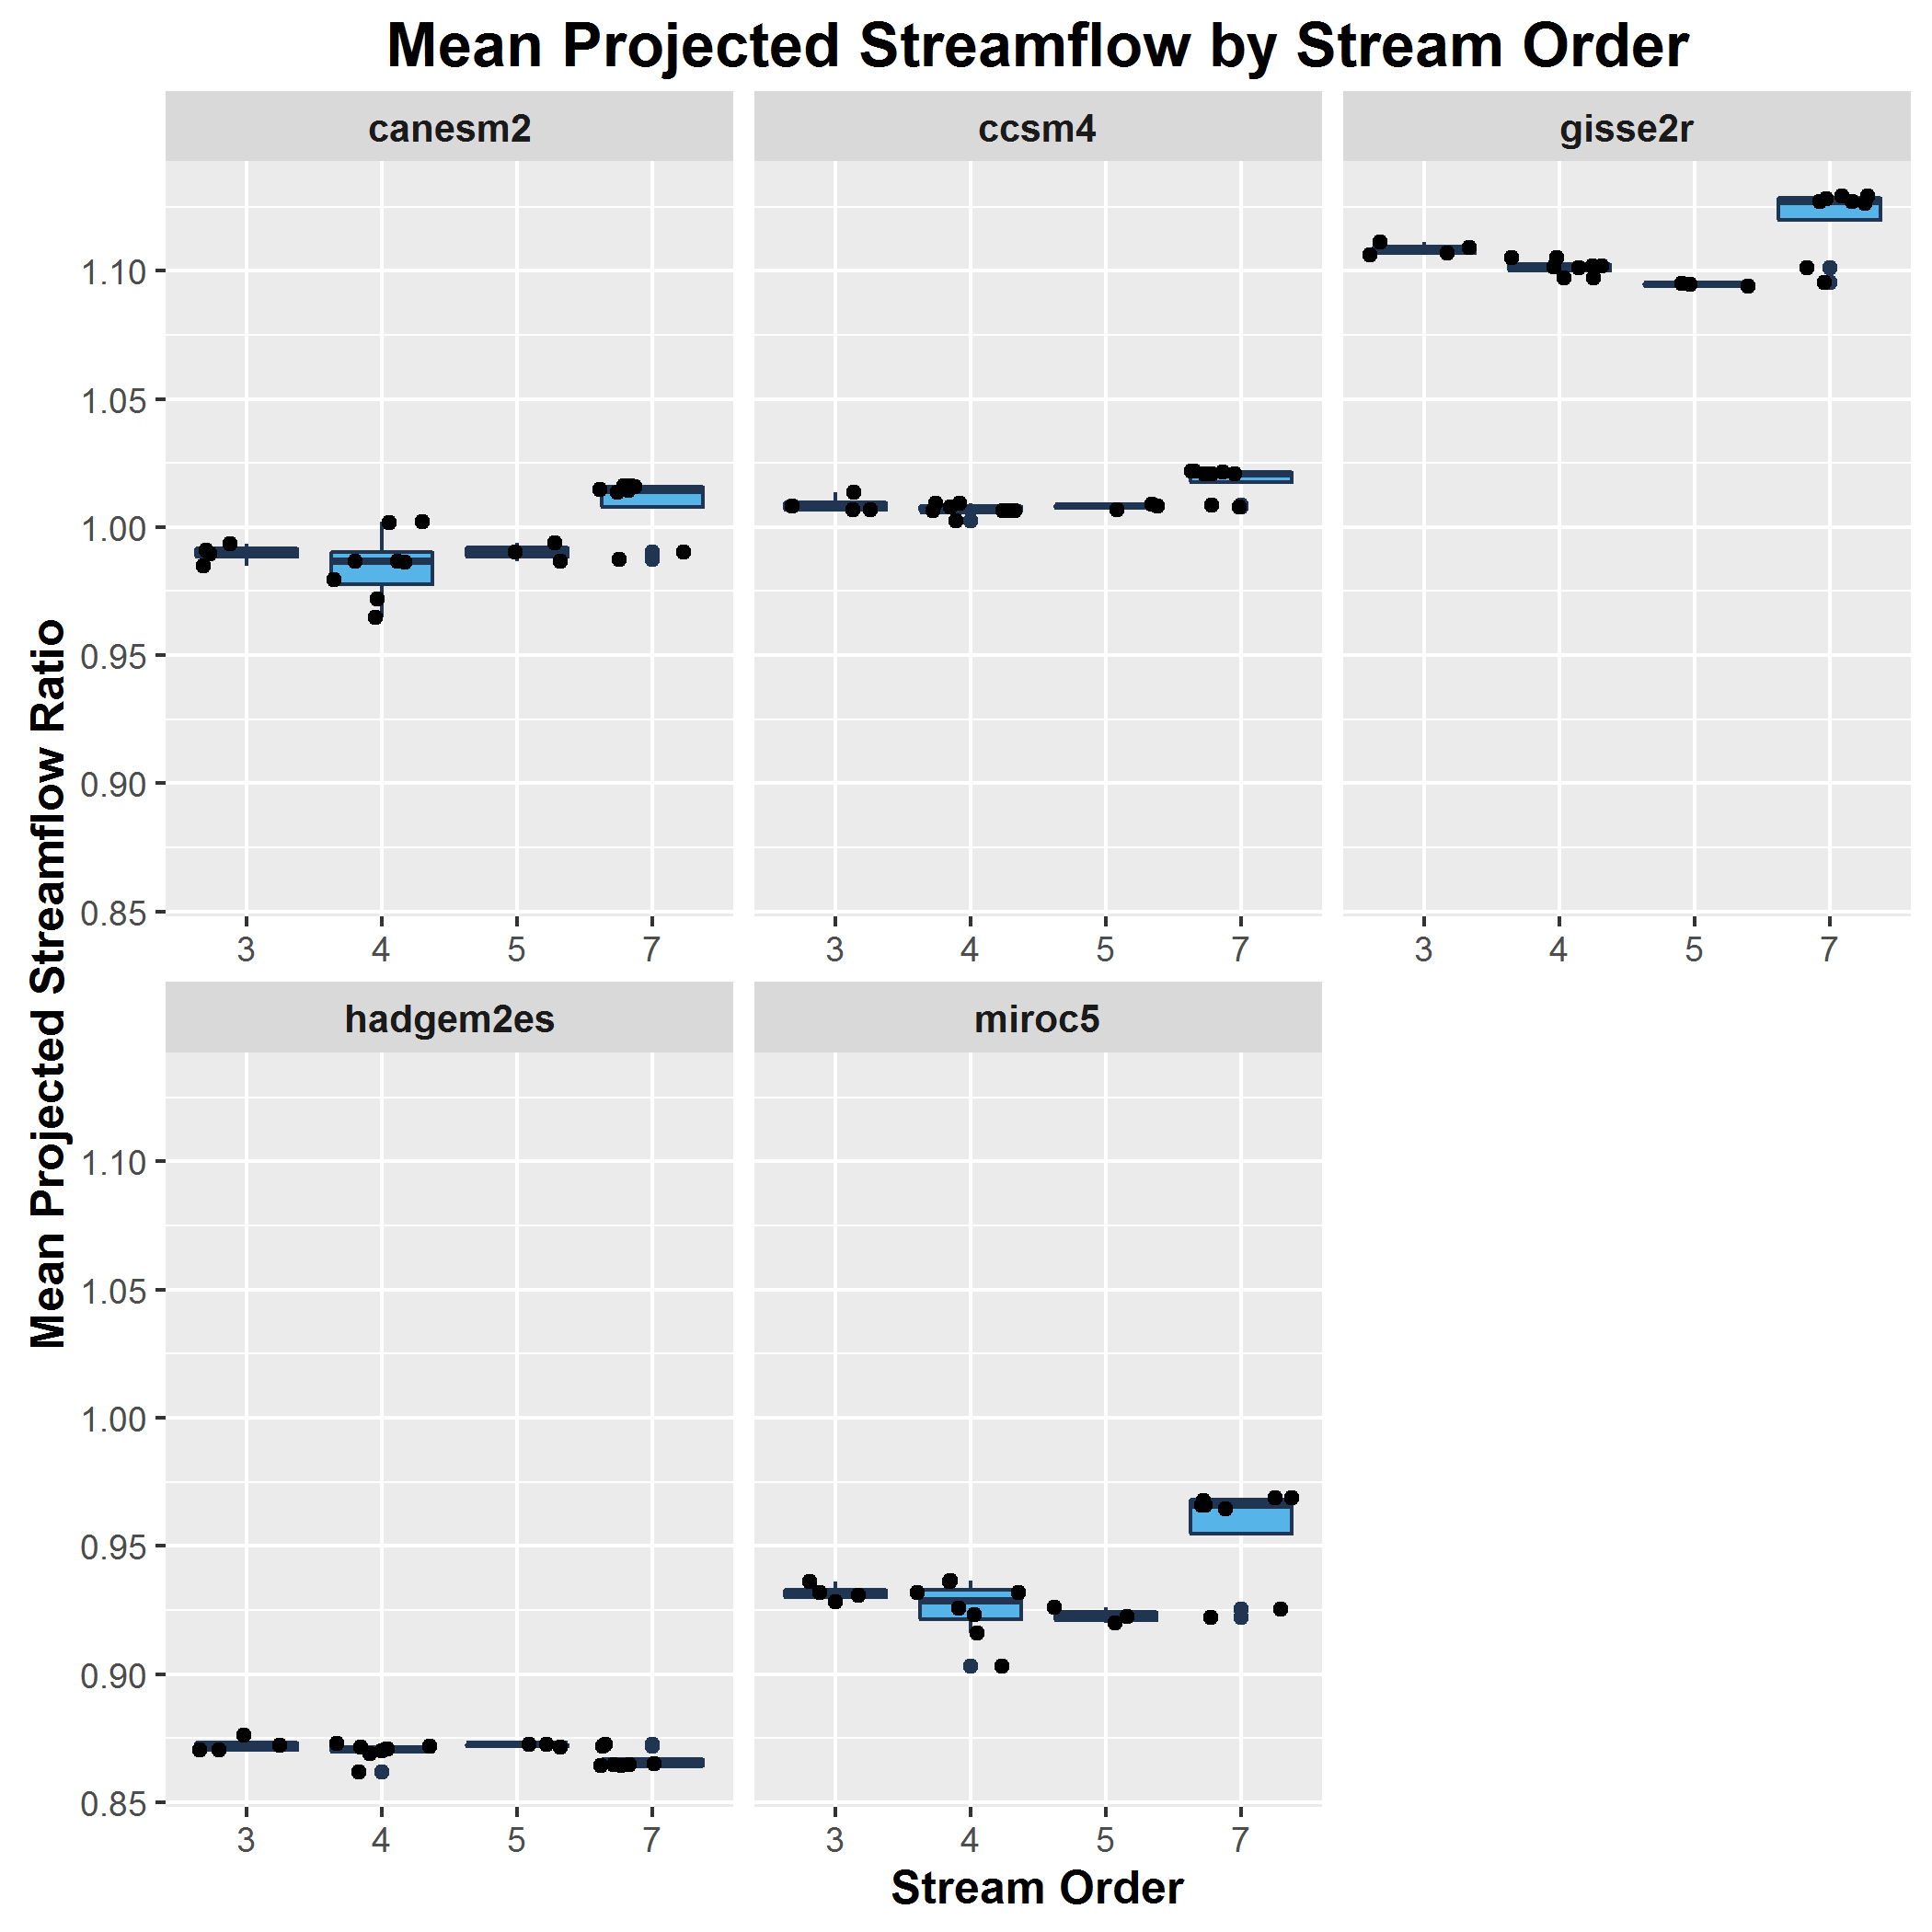 Mean Projected Streamflow by Stream Order
canesm2 ccsm4 gisse2r
1.10
1.05
1.00
0.95
0.90
0.85
3 4 5 7 3 4 5 7 3 4 5 7
Mean Projected Streamflow Ratio
hadgem2es miroc5
1.10
1.05
1.00
0.95
0.90
0.85
3 4 5 7 3 4 5 7
Stream Order